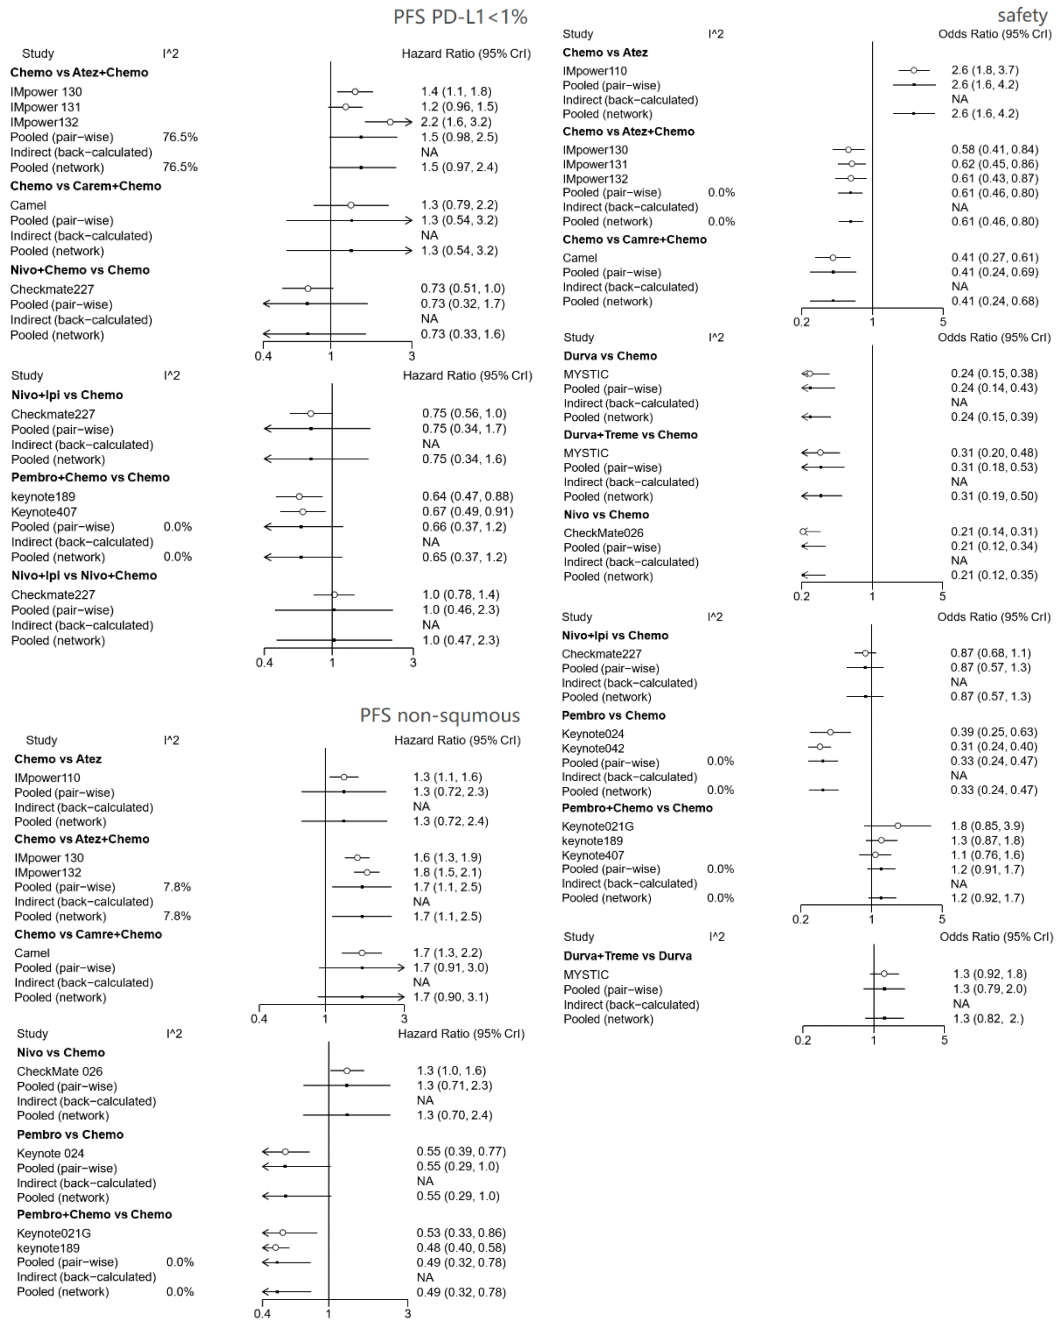 PFS PD-L1<1%
Study I^2 Hazard Ratio (95% CrI)
Chemo vs Atez+Chemo
IMpower 130 1.4 (1.1, 1.8)
IMpower 131 1.2 (0.96, 1.5)
IMpower132 2.2 (1.6, 3.2)
Pooled (pair−wise) 76.5% 1.5 (0.98, 2.5)
Indirect (back−calculated) NA
Pooled (network) 76.5% 1.5 (0.97, 2.4)
Chemo vs Carem+Chemo
Camel 1.3 (0.79, 2.2)
Pooled (pair−wise) 1.3 (0.54, 3.2)
Indirect (back−calculated) NA
Pooled (network) 1.3 (0.54, 3.2)
Nivo+Chemo vs Chemo
Checkmate227 0.73 (0.51, 1.0)
Pooled (pair−wise) 0.73 (0.32, 1.7)
Indirect (back−calculated) NA
Pooled (network) 0.73 (0.33, 1.6)
0.4 1 3
Study I^2 Hazard Ratio (95% CrI)
Nivo+Ipi vs Chemo
Checkmate227 0.75 (0.56, 1.0)
Pooled (pair−wise) 0.75 (0.34, 1.7)
Indirect (back−calculated) NA
Pooled (network) 0.75 (0.34, 1.6)
Pembro+Chemo vs Chemo
keynote189 0.64 (0.47, 0.88)
Keynote407 0.67 (0.49, 0.91)
Pooled (pair−wise) 0.0% 0.66 (0.37, 1.2)
Indirect (back−calculated) NA
Pooled (network) 0.0% 0.65 (0.37, 1.2)
Nivo+Ipi vs Nivo+Chemo
Checkmate227 1.0 (0.78, 1.4)
Pooled (pair−wise) 1.0 (0.46, 2.3)
Indirect (back−calculated) NA
Pooled (network) 1.0 (0.47, 2.3)
0.4 1 3
PFS non-squmous
Study I^2 Hazard Ratio (95% CrI)
Chemo vs Atez
IMpower110 1.3 (1.1, 1.6)
Pooled (pair−wise) 1.3 (0.72, 2.3)
Indirect (back−calculated) NA
Pooled (network) 1.3 (0.72, 2.4)
Chemo vs Atez+Chemo
IMpower 130 1.6 (1.3, 1.9)
IMpower132 1.8 (1.5, 2.1)
Pooled (pair−wise) 7.8% 1.7 (1.1, 2.5)
Indirect (back−calculated) NA
Pooled (network) 7.8% 1.7 (1.1, 2.5)
Chemo vs Camre+Chemo
Camel 1.7 (1.3, 2.2)
Pooled (pair−wise) 1.7 (0.91, 3.0)
Indirect (back−calculated) NA
Pooled (network) 1.7 (0.90, 3.1)
0.4 1 3
Study I^2 Hazard Ratio (95% CrI)
Nivo vs Chemo
CheckMate 026 1.3 (1.0, 1.6)
Pooled (pair−wise) 1.3 (0.71, 2.3)
Indirect (back−calculated) NA
Pooled (network) 1.3 (0.70, 2.4)
Pembro vs Chemo
Keynote 024 0.55 (0.39, 0.77)
Pooled (pair−wise) 0.55 (0.29, 1.0)
Indirect (back−calculated) NA
Pooled (network) 0.55 (0.29, 1.0)
Pembro+Chemo vs Chemo
Keynote021G 0.53 (0.33, 0.86)
keynote189 0.48 (0.40, 0.58)
Pooled (pair−wise) 0.0% 0.49 (0.32, 0.78)
Indirect (back−calculated) NA
Pooled (network) 0.0% 0.49 (0.32, 0.78)
0.4 1 3
safety
Study I^2 Odds Ratio (95% CrI)
Chemo vs Atez
IMpower110 2.6 (1.8, 3.7)
Pooled (pair−wise) 2.6 (1.6, 4.2)
Indirect (back−calculated) NA
Pooled (network) 2.6 (1.6, 4.2)
Chemo vs Atez+Chemo
IMpower130 0.58 (0.41, 0.84)
IMpower131 0.62 (0.45, 0.86)
IMpower132 0.61 (0.43, 0.87)
Pooled (pair−wise) 0.0% 0.61 (0.46, 0.80)
Indirect (back−calculated) NA
Pooled (network) 0.0% 0.61 (0.46, 0.80)
Chemo vs Camre+Chemo
Camel 0.41 (0.27, 0.61)
Pooled (pair−wise) 0.41 (0.24, 0.69)
Indirect (back−calculated) NA
Pooled (network) 0.41 (0.24, 0.68)
0.2 1 5
Study I^2 Odds Ratio (95% CrI)
Durva vs Chemo
MYSTIC 0.24 (0.15, 0.38)
Pooled (pair−wise) 0.24 (0.14, 0.43)
Indirect (back−calculated) NA
Pooled (network) 0.24 (0.15, 0.39)
Durva+Treme vs Chemo
MYSTIC 0.31 (0.20, 0.48)
Pooled (pair−wise) 0.31 (0.18, 0.53)
Indirect (back−calculated) NA
Pooled (network) 0.31 (0.19, 0.50)
Nivo vs Chemo
CheckMate026 0.21 (0.14, 0.31)
Pooled (pair−wise) 0.21 (0.12, 0.34)
Indirect (back−calculated) NA
Pooled (network) 0.21 (0.12, 0.35)
0.2 1 5
Study I^2 Odds Ratio (95% CrI)
Nivo+Ipi vs Chemo
Checkmate227 0.87 (0.68, 1.1)
Pooled (pair−wise) 0.87 (0.57, 1.3)
Indirect (back−calculated) NA
Pooled (network) 0.87 (0.57, 1.3)
Pembro vs Chemo
Keynote024 0.39 (0.25, 0.63)
Keynote042 0.31 (0.24, 0.40)
Pooled (pair−wise) 0.0% 0.33 (0.24, 0.47)
Indirect (back−calculated) NA
Pooled (network) 0.0% 0.33 (0.24, 0.47)
Pembro+Chemo vs Chemo
Keynote021G 1.8 (0.85, 3.9)
keynote189 1.3 (0.87, 1.8)
Keynote407 1.1 (0.76, 1.6)
Pooled (pair−wise) 0.0% 1.2 (0.91, 1.7)
Indirect (back−calculated) NA
Pooled (network) 0.0% 1.2 (0.92, 1.7)
0.2 1 5
Study I^2 Odds Ratio (95% CrI)
Durva+Treme vs Durva
MYSTIC 1.3 (0.92, 1.8)
Pooled (pair−wise) 1.3 (0.79, 2.0)
Indirect (back−calculated) NA
Pooled (network) 1.3 (0.82, 2.)
0.2 1 5